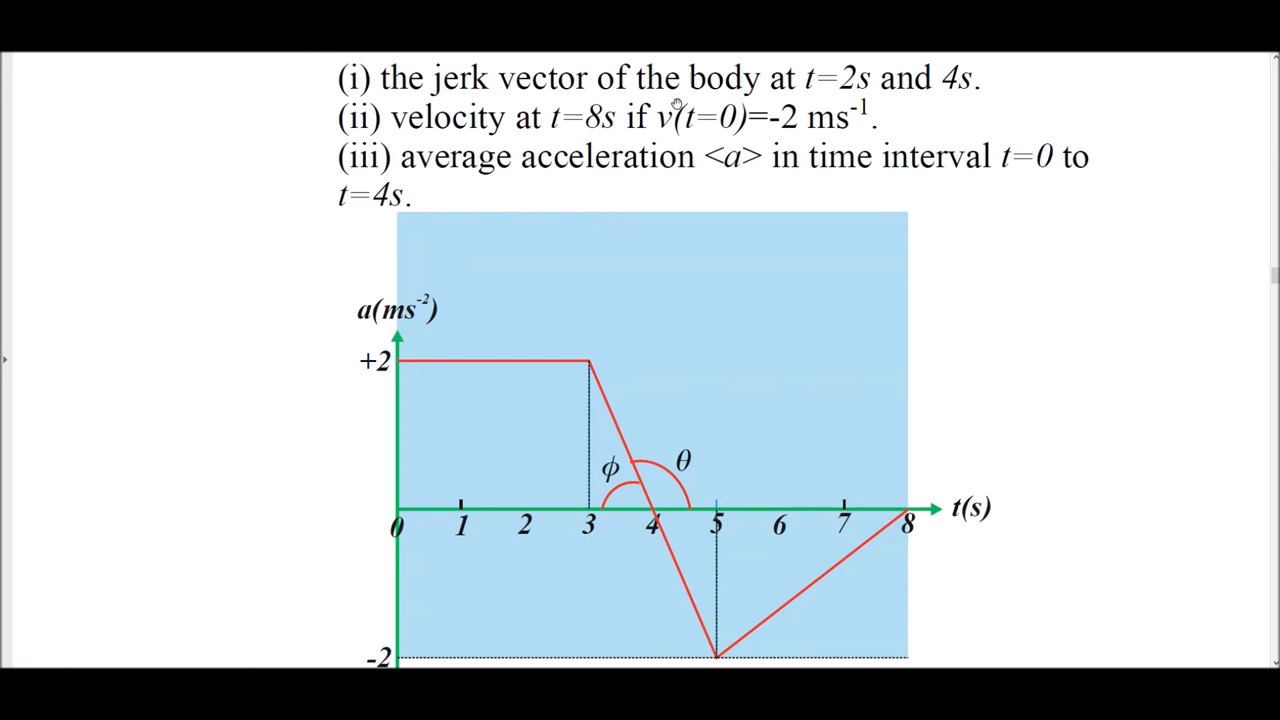 (i) the jerk vector of the body at t=2s and 4s.
(ii) velocity at t=8s if v(t=0)=-2 ms⁻¹.
(iii) average acceleration <a> in time interval t=0 to
t=4s.
a(ms⁻²)
+2
ϕ
θ
0 1 2 3 4 5 6 7 8 t(s)
-2